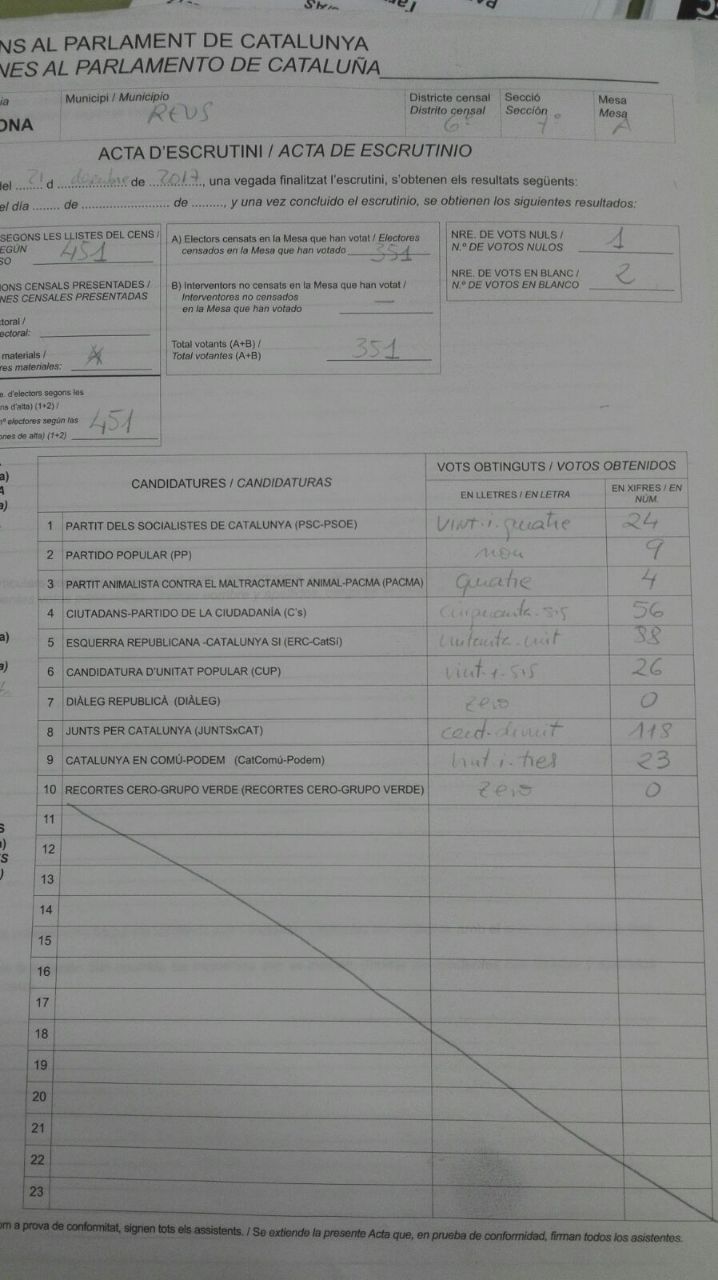 NS AL PARLAMENT DE CATALUNYA
NES AL PARLAMENTO DE CATALUÑA
ia Municipi / Municipio Districte censal Secció Mesa
Distrito censal Sección Mesa
ONA REUS 6º 7º A
ACTA D'ESCRUTINI / ACTA DE ESCRUTINIO
del 21 d desembre de 2017, una vegada finalitzat l'escrutini, s'obtenen els resultats següents:
el día ........ de .......................... de ........., y una vez concluido el escrutinio, se obtienen los siguientes resultados:
SEGONS LES LLISTES DEL CENS /
EGÚN
SO 451
IONS CENSALS PRESENTADES /
NES CENSALES PRESENTADAS
toral /
ectoral:
materials /
res materiales:
e. d'electors segons les
ns d'alta) (1+2) /
nº electores según las
ones de alta) (1+2) 451
A) Electors censats en la Mesa que han votat / Electores
censados en la Mesa que han votado 351
B) Interventors no censats en la Mesa que han votat /
Interventores no censados
en la Mesa que han votado —
Total votants (A+B) /
Total votantes (A+B) 351
NRE. DE VOTS NULS /
N.º DE VOTOS NULOS 1
NRE. DE VOTS EN BLANC /
N.º DE VOTOS EN BLANCO 2
CANDIDATURES / CANDIDATURAS VOTS OBTINGUTS / VOTOS OBTENIDOS
EN LLETRES / EN LETRA EN XIFRES / EN NÚM.
1 PARTIT DELS SOCIALISTES DE CATALUNYA (PSC-PSOE) Vint-i-quatre 24
2 PARTIDO POPULAR (PP) nou 9
3 PARTIT ANIMALISTA CONTRA EL MALTRACTAMENT ANIMAL-PACMA (PACMA) quatre 4
4 CIUTADANS-PARTIDO DE LA CIUDADANÍA (C's) cinquanta-sis 56
5 ESQUERRA REPUBLICANA -CATALUNYA SI (ERC-CatSí) vuitanta-vuit 88
6 CANDIDATURA D'UNITAT POPULAR (CUP) vint-i-sis 26
7 DIÀLEG REPUBLICÀ (DIÀLEG) zero 0
8 JUNTS PER CATALUNYA (JUNTSxCAT) cent-divuit 118
9 CATALUNYA EN COMÚ-PODEM (CatComú-Podem) vint-i-tres 23
10 RECORTES CERO-GRUPO VERDE (RECORTES CERO-GRUPO VERDE) zero 0
11
12
13
14
15
16
17
18
19
20
21
22
23
om a prova de conformitat, signen tots els assistents. / Se extiende la presente Acta que, en prueba de conformidad, firman todos los asistentes.